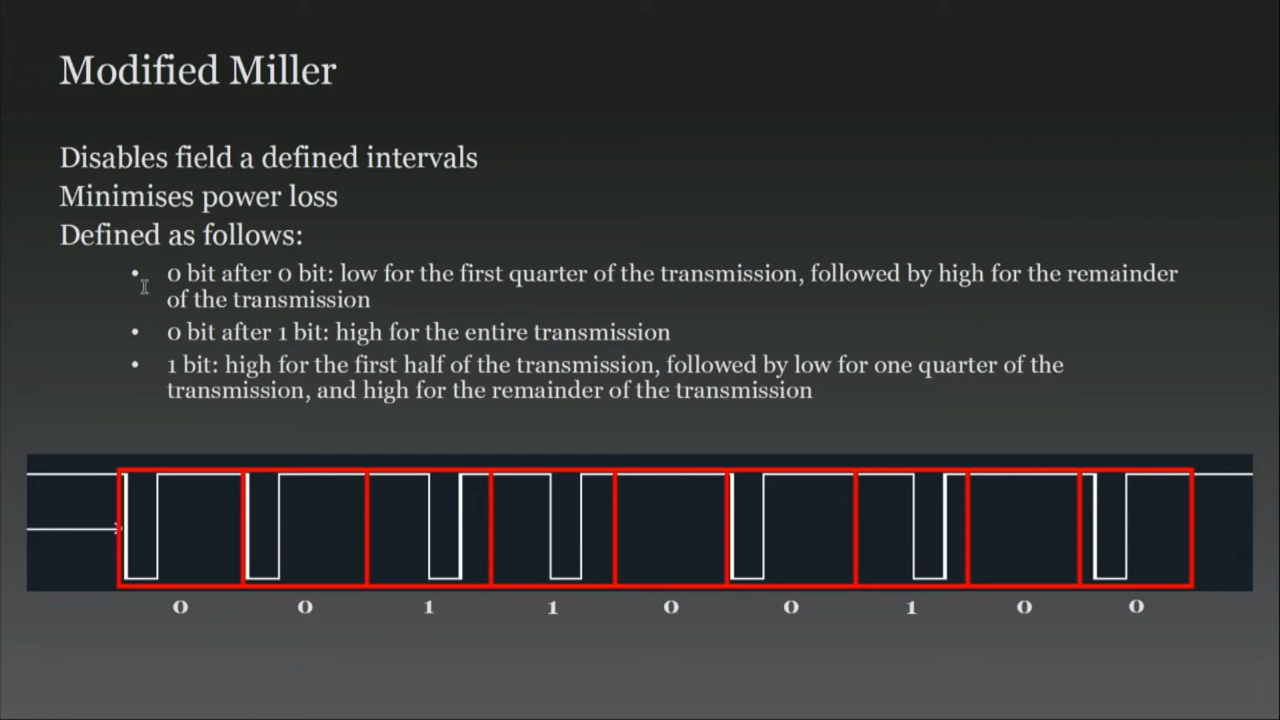 Modified Miller
Disables field a defined intervals
Minimises power loss
Defined as follows:
• 0 bit after 0 bit: low for the first quarter of the transmission, followed by high for the remainder
of the transmission
• 0 bit after 1 bit: high for the entire transmission
• 1 bit: high for the first half of the transmission, followed by low for one quarter of the
transmission, and high for the remainder of the transmission
0 0 1 1 0 0 1 0 0